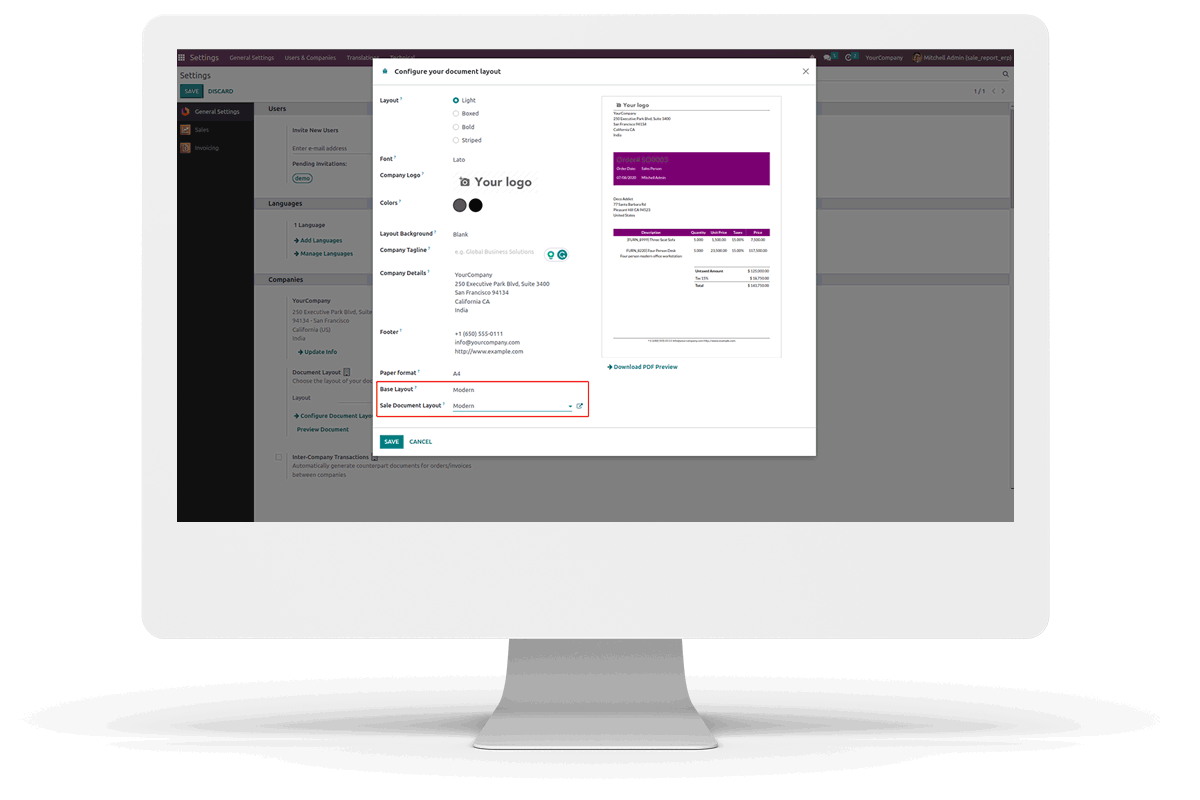 Settings General Settings Users & Companies Translations Technical
YourCompany Mitchell Admin (sale_report_erp)
Settings
SAVE DISCARD
1 / 1
General Settings
Sales
Invoicing
Users
Invite New Users
Enter e-mail address
Pending Invitations:
demo
Languages
1 Language
Add Languages
Manage Languages
Companies
YourCompany
250 Executive Park Blvd, Suite
94134 - San Francisco
California (US)
India
Update Info
Document Layout
Choose the layout of your doc
Layout
Configure Document Layou
Preview Document
Inter-Company Transactions
Automatically generate counterpart documents for orders/invoices
between companies
Configure your document layout
Layout ? Light
Boxed
Bold
Striped
Font ? Lato
Company Logo ? Your logo
Colors ?
Layout Background ? Blank
Company Tagline ? e.g. Global Business Solutions
Company Details ? YourCompany
250 Executive Park Blvd, Suite 3400
San Francisco 94134
California CA
India
Footer ? +1 (650) 555-0111
info@yourcompany.com
http://www.example.com
Paper format ? A4
Base Layout ? Modern
Sale Document Layout ? Modern
SAVE CANCEL
Your logo
YourCompany
250 Executive Park Blvd, Suite 3400
San Francisco 94134
California CA
India
Order# SO0005
Order Date: Sales Person:
07/06/2020 Mitchell Admin
Deco Addict
77 Santa Barbara Rd
Pleasant Hill CA 94523
United States
Description Quantity Unit Price Taxes Price
[FURN_8999] Three-Seat Sofa 5.000 1,500.00 15.00% 7,500.00
[FURN_8220] Four Person Desk 5.000 23,500.00 15.00% 117,500.00
Four person modern office workstation
Untaxed Amount $ 125,000.00
Tax 15% $ 18,750.00
Total $ 143,750.00
Download PDF Preview